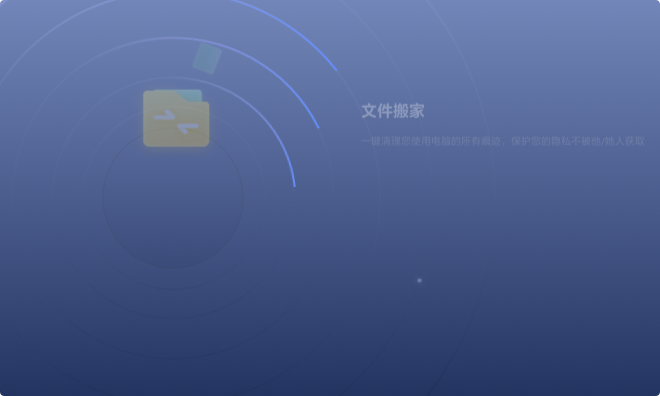 文件搬家
一键清理您使用电脑的所有痕迹，保护您的隐私不被他/她人获取